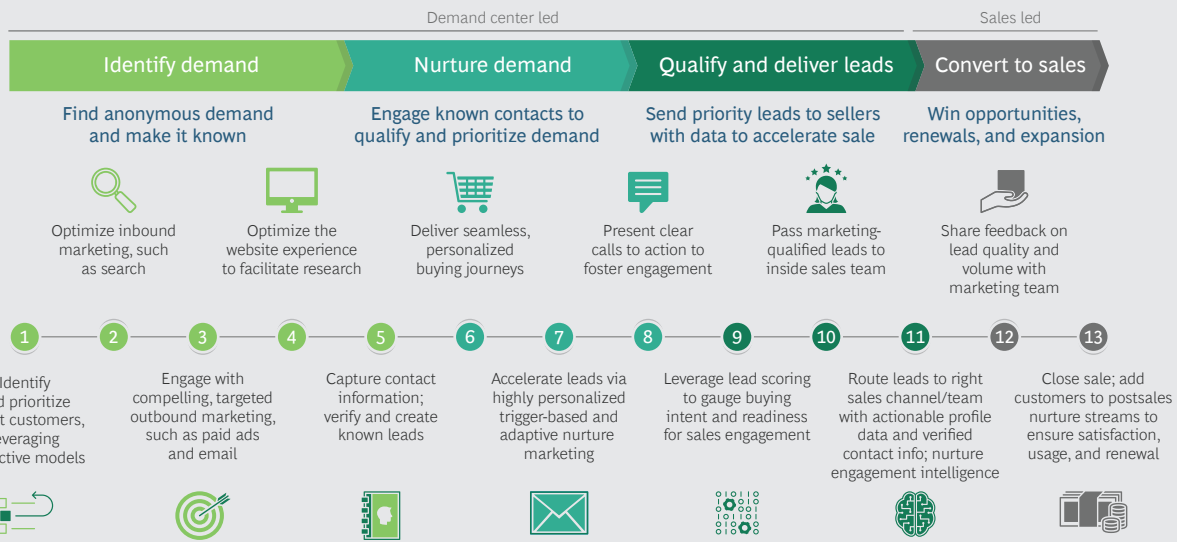 Demand center led
Sales led
Identify demand
Nurture demand
Qualify and deliver leads
Convert to sales
Find anonymous demand
and make it known
Engage known contacts to
qualify and prioritize demand
Send priority leads to sellers
with data to accelerate sale
Win opportunities,
renewals, and expansion
Optimize inbound
marketing, such
as search
Optimize the
website experience
to facilitate research
Deliver seamless,
personalized
buying journeys
Present clear
calls to action to
foster engagement
Pass marketing-
qualified leads to
inside sales team
Share feedback on
lead quality and
volume with
marketing team
1
2
3
4
5
6
7
8
9
10
11
12
13
Identify
prioritize
customers,
Engage with
compelling, targeted
outbound marketing,
such as paid ads
and email
Capture contact
information;
verify and create
known leads
Accelerate leads via
highly personalized
trigger-based and
adaptive nurture
marketing
Leverage lead scoring
to gauge buying
intent and readiness
for sales engagement
Route leads to right
sales channel/team
with actionable profile
data and verified
contact info; nurture
engagement intelligence
Close sale; add
customers to postsales
nurture streams to
ensure satisfaction,
usage, and renewal
models